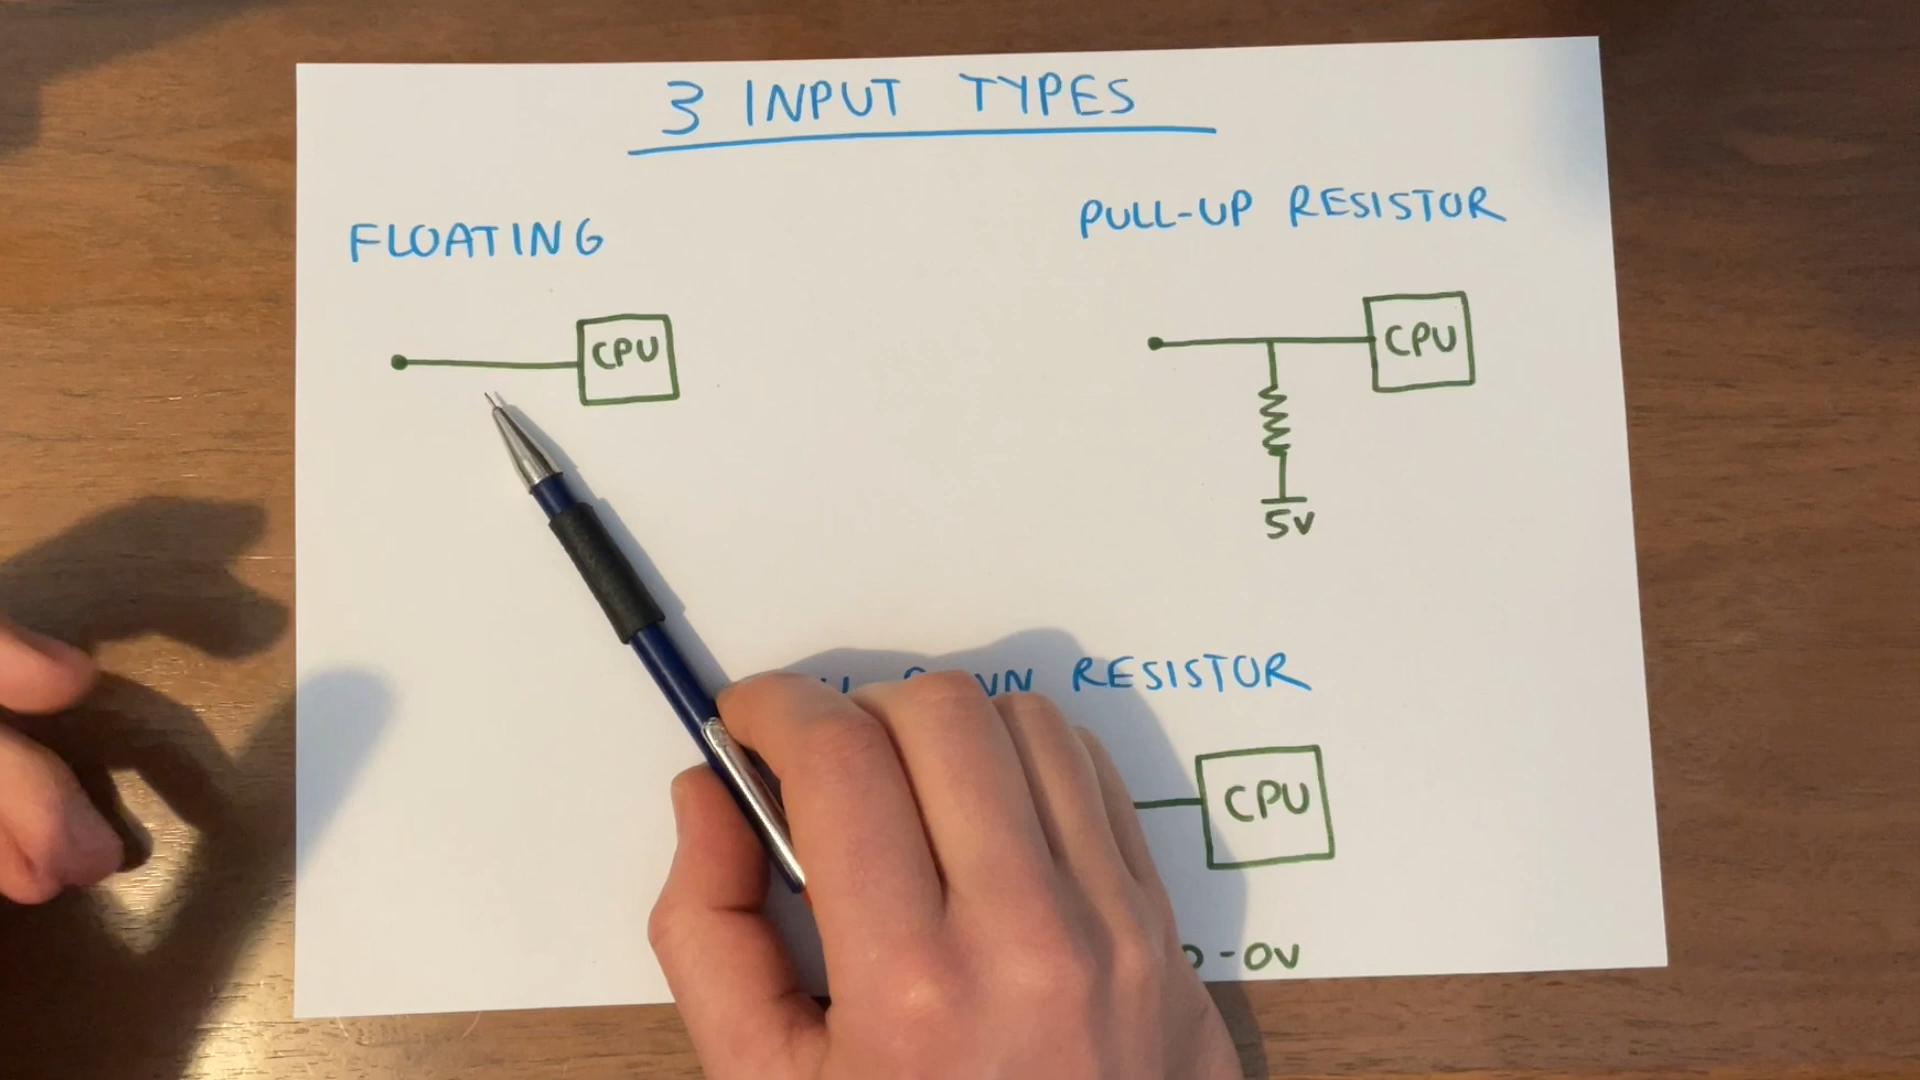 3 INPUT TYPES
FLOATING
PULL-UP RESISTOR
CPU
CPU
5V
RESISTOR
CPU
-0V